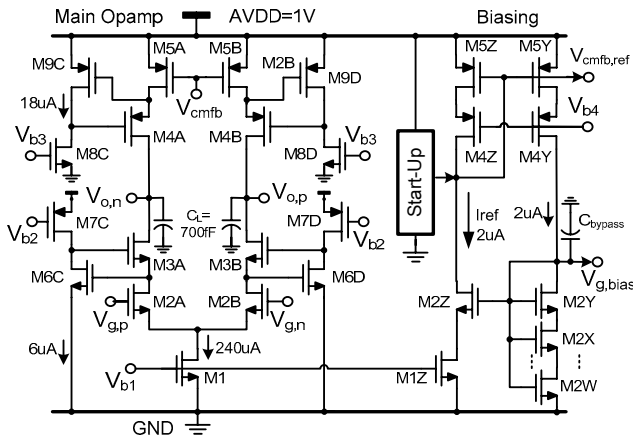 Main Opamp
AVDD=1V
Biasing
M5A
M5B
M2B
M5Z
M5Y
M9C
M9D
Vcmfb
Vcmfb,ref
18uA
M4A
M4B
Vb4
Vb3
Vb3
M4Z
M4Y
M8C
M8D
Start-Up
Vo,n
Vo,p
M7C
CL=
700fF
M7D
Iref
2uA
2uA
Cbypass
Vb2
Vb2
M3A
M3B
Vg,bias
M6C
M6D
M2A
M2B
M2Z
M2Y
Vg,p
Vg,n
M2X
6uA
240uA
M2W
Vb1
M1
M1Z
GND